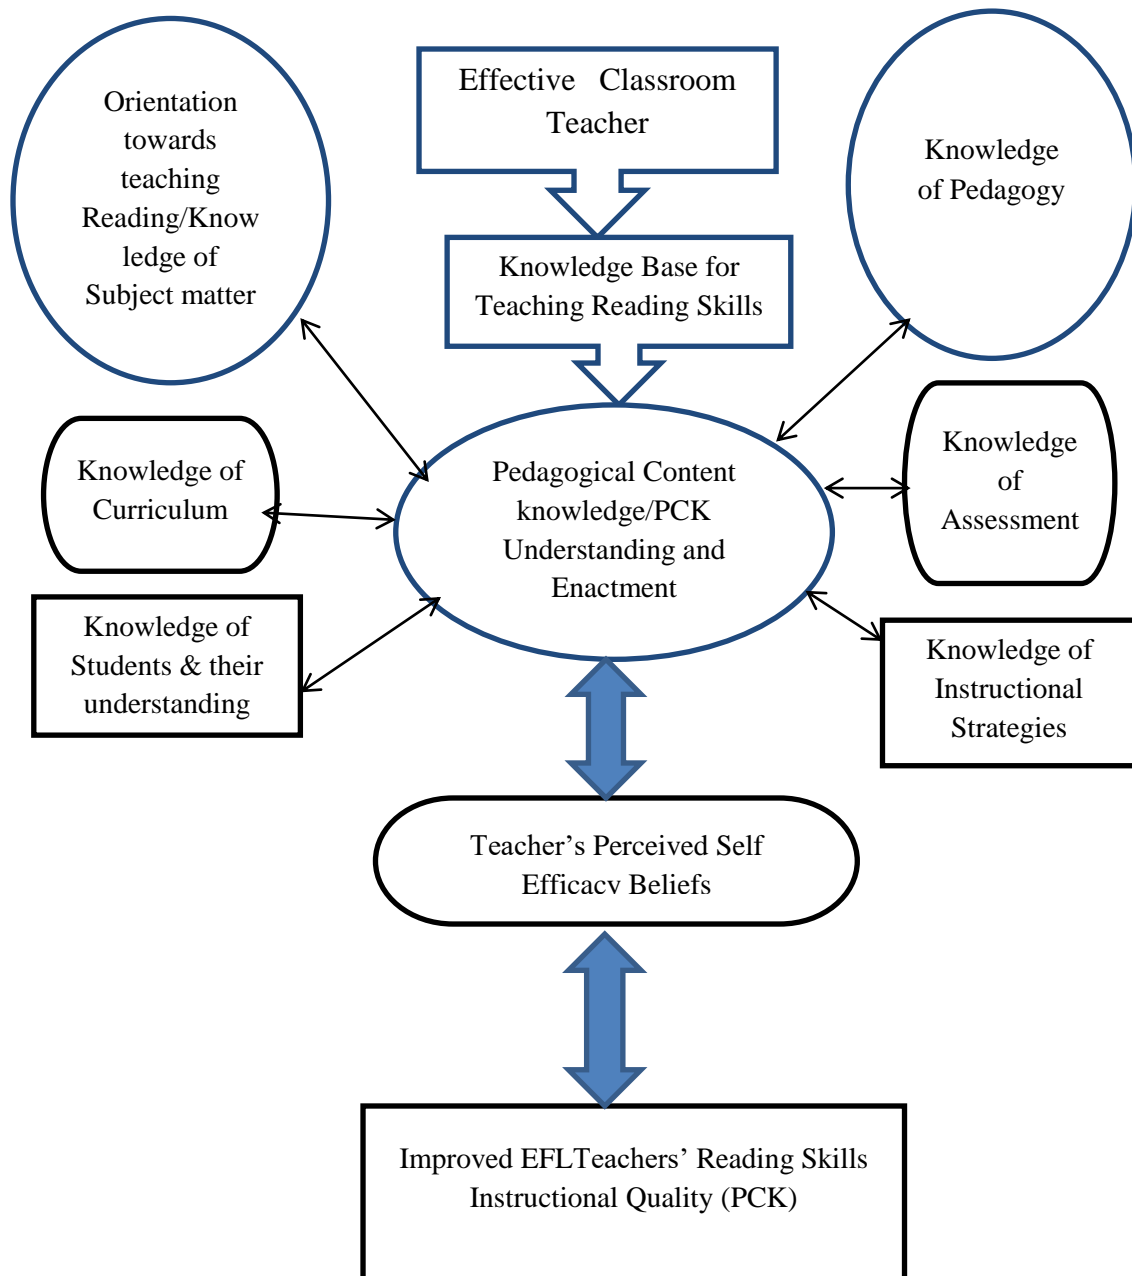 Orientation
towards
teaching
Reading/Know
ledge of
Subject matter
Effective Classroom
Teacher
Knowledge
of Pedagogy
Knowledge Base for
Teaching Reading Skills
Knowledge of
Curriculum
Pedagogical Content
knowledge/PCK
Understanding and
Enactment
Knowledge
of
Assessment
Knowledge of
Students & their
understanding
Knowledge of
Instructional
Strategies
Teacher’s Perceived Self
Efficacy Beliefs
Improved EFLTeachers’ Reading Skills
Instructional Quality (PCK)